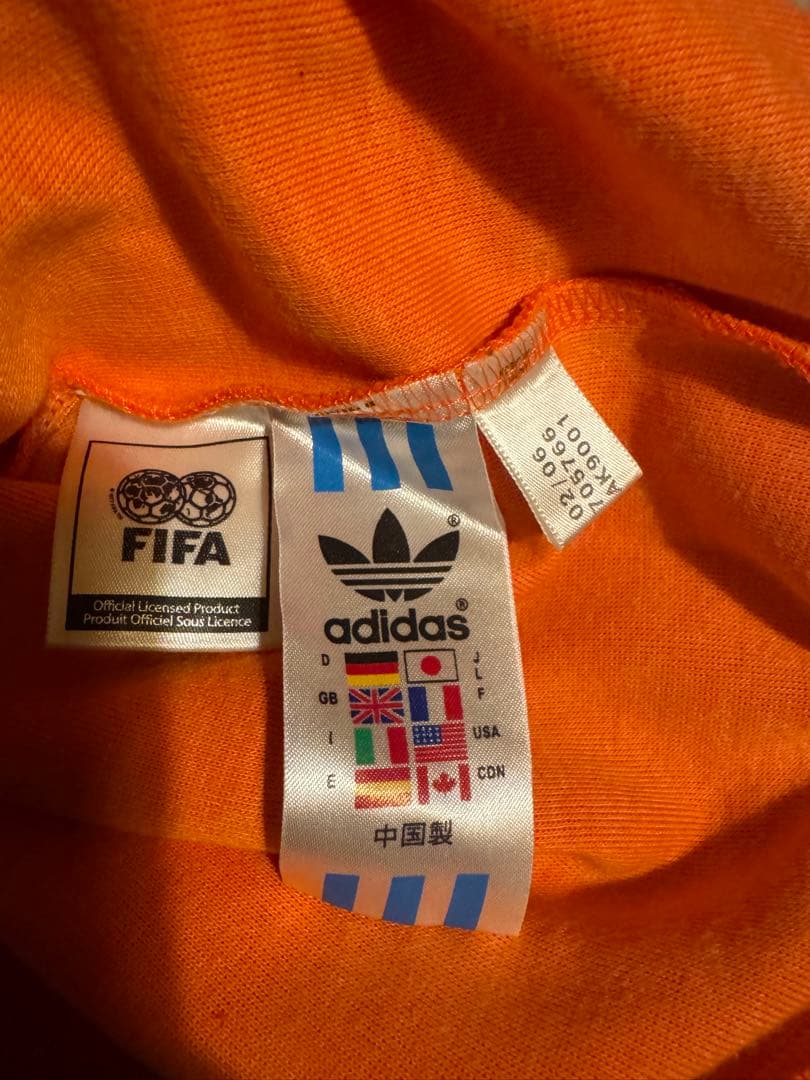 FIFA
Official Licensed Product
Produit Officiel Sous Licence
adidas
D
J
L
GB
F
I
USA
E
CDN
中国製
02/06
705766
AK9001